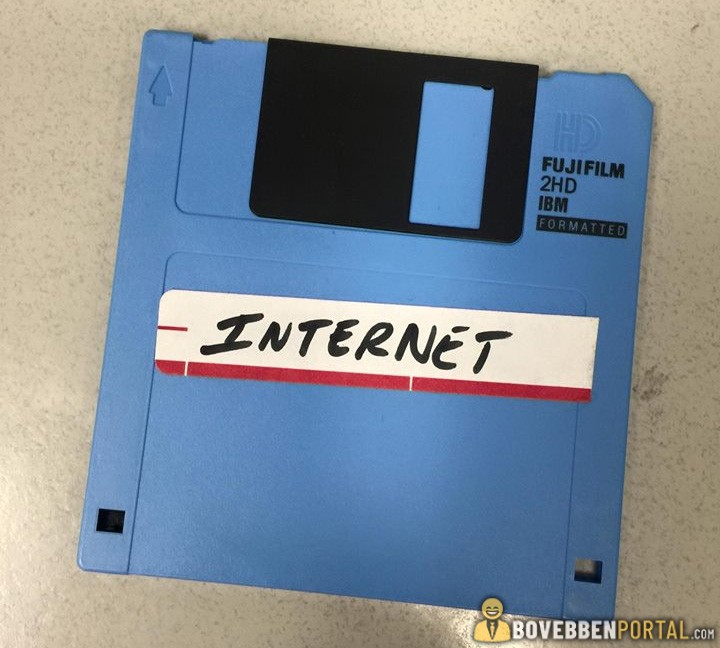 HD
FUJIFILM
2HD
IBM
FORMATTED
INTERNET
BOVEBBENPORTAL.COM